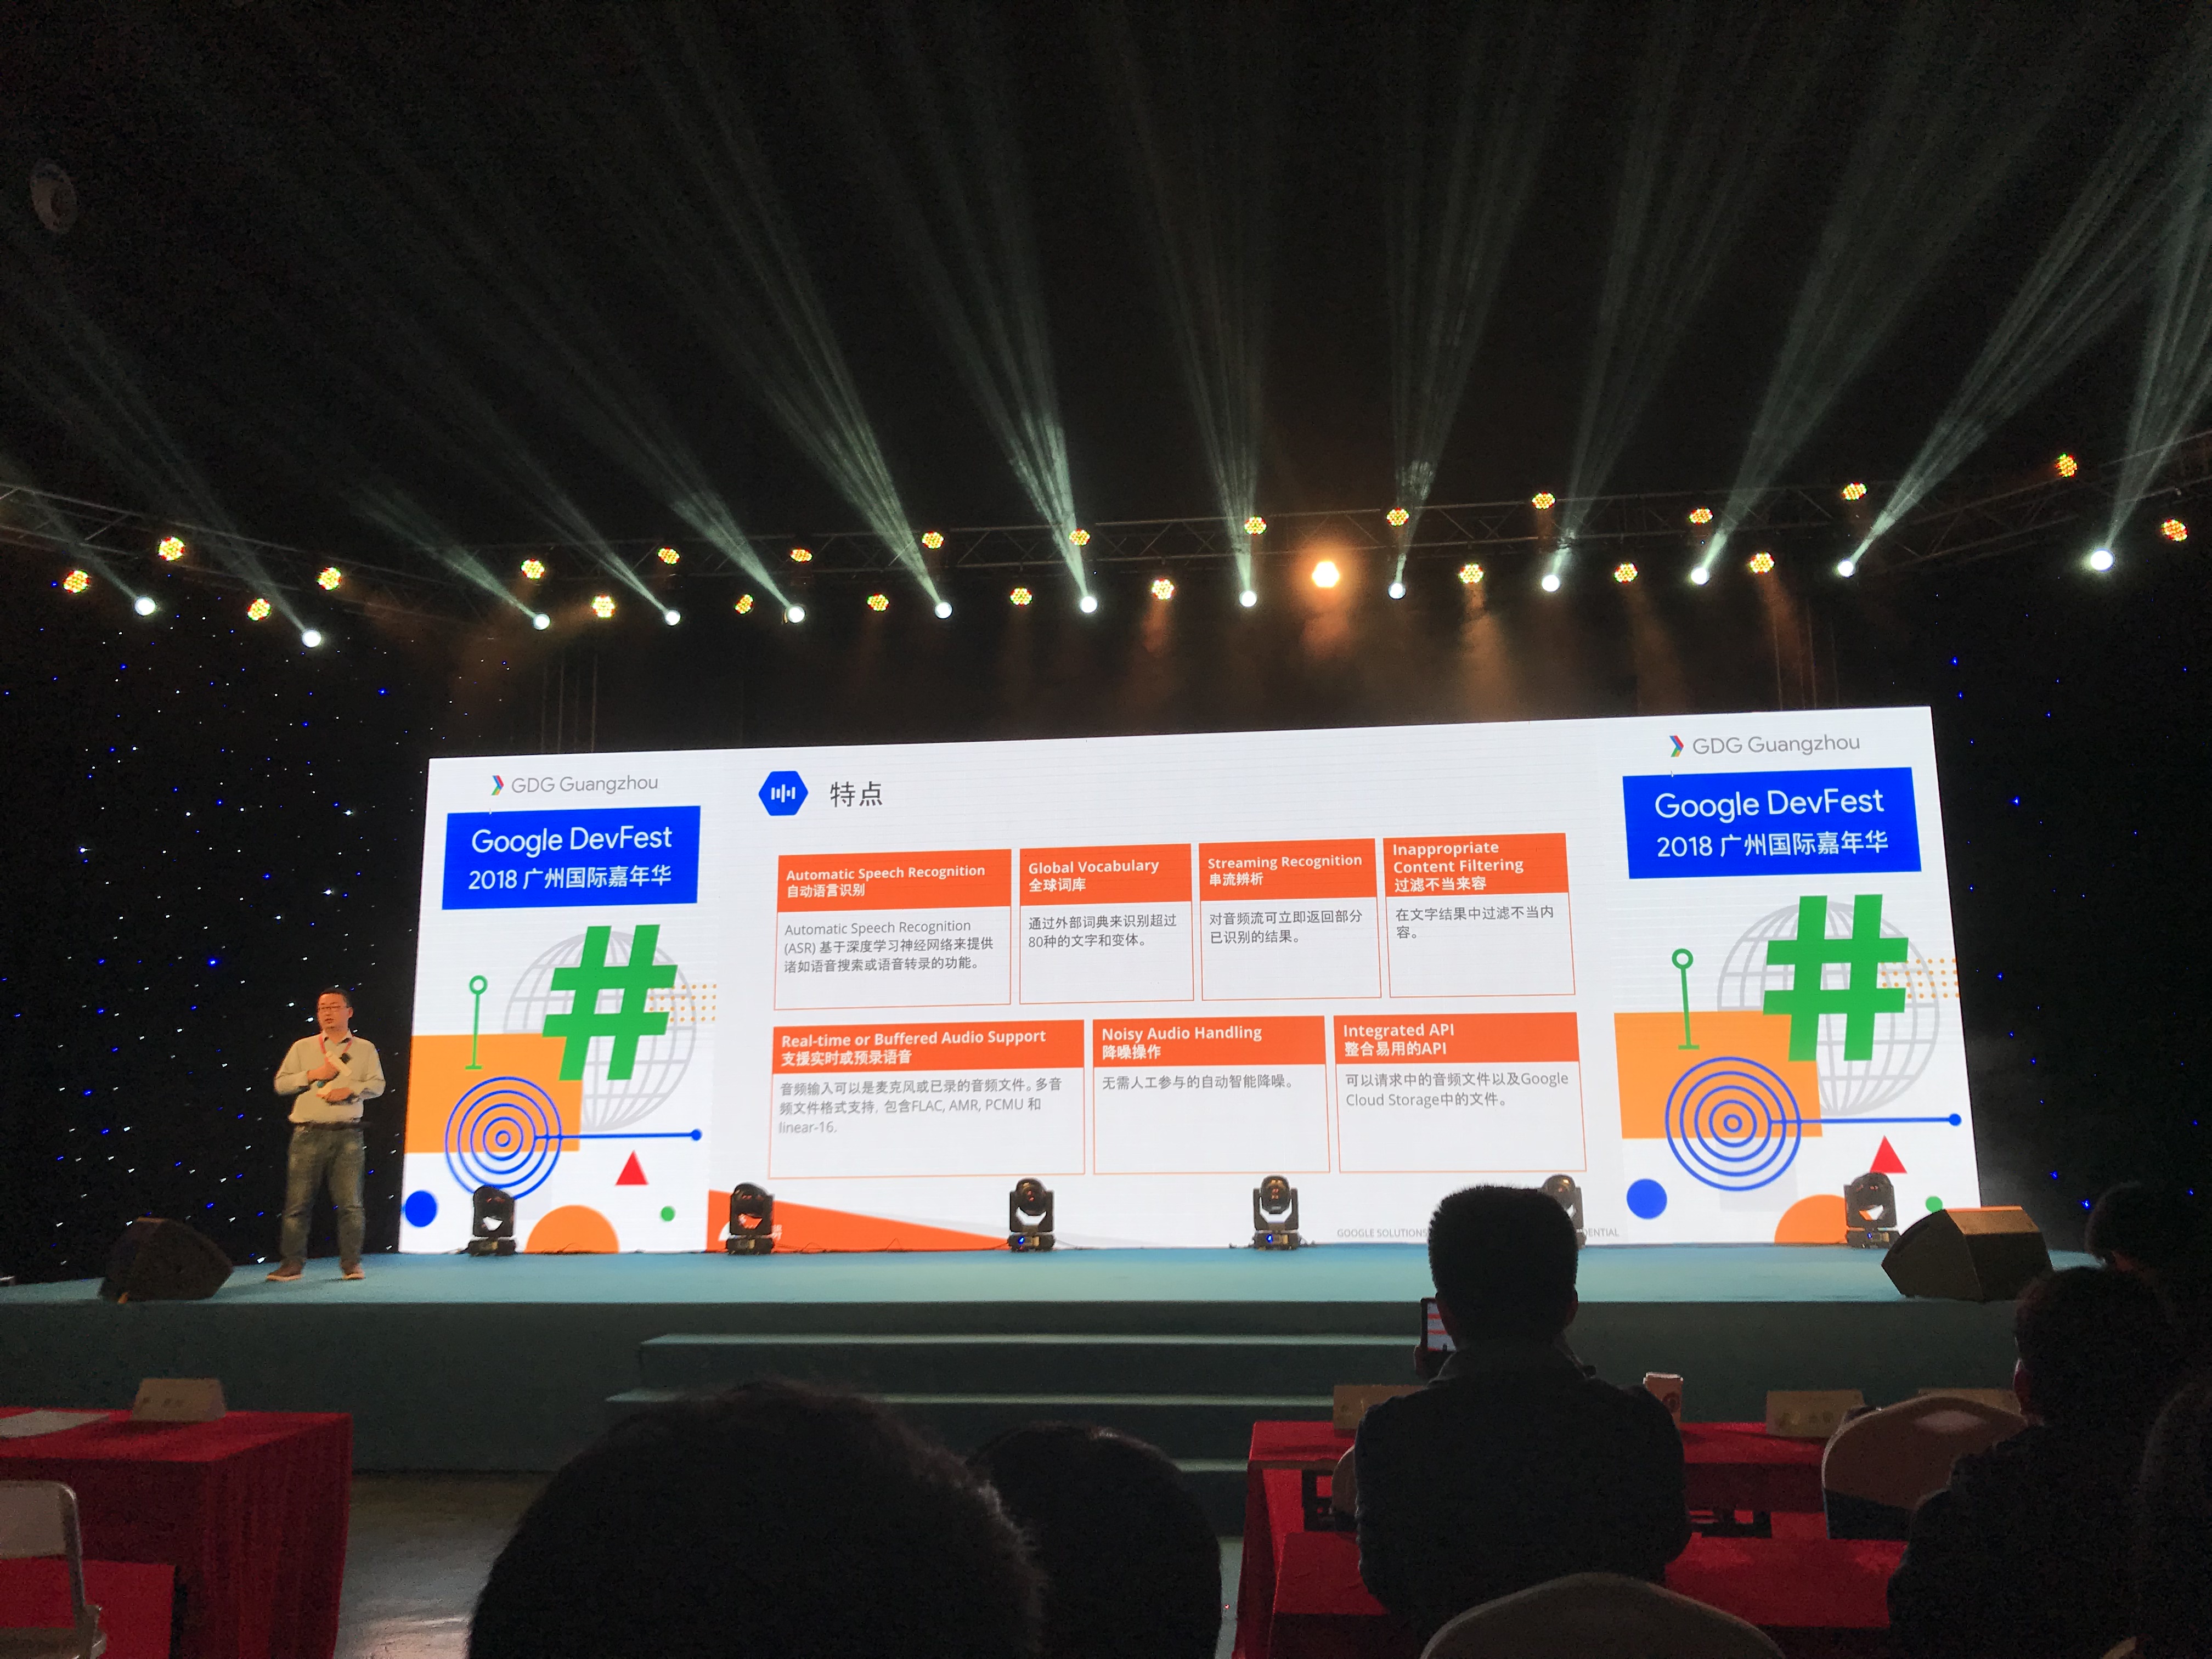 GDG Guangzhou
Google DevFest
2018 广州国际嘉年华
特点
Automatic Speech Recognition
自动语言识别
Automatic Speech Recognition
(ASR) 基于深度学习神经网络来提供
诸如语音搜索或语音转录的功能。
Global Vocabulary
全球词库
通过外部词典来识别超过
80种的文字和变体。
Streaming Recognition
串流辨析
对音频流可立即返回部分
已识别的结果。
Inappropriate
Content Filtering
过滤不当来容
在文字结果中过滤不当内
容。
Real-time or Buffered Audio Support
支援实时或预录语音
音频输入可以是麦克风或已录的音频文件。多音
频文件格式支持, 包含FLAC, AMR, PCMU 和
linear-16.
Noisy Audio Handling
降噪操作
无需人工参与的自动智能降噪。
Integrated API
整合易用的API
可以请求中的音频文件以及Google
Cloud Storage中的文件。
GOOGLE SOLUTIONS
GDG Guangzhou
Google DevFest
2018 广州国际嘉年华